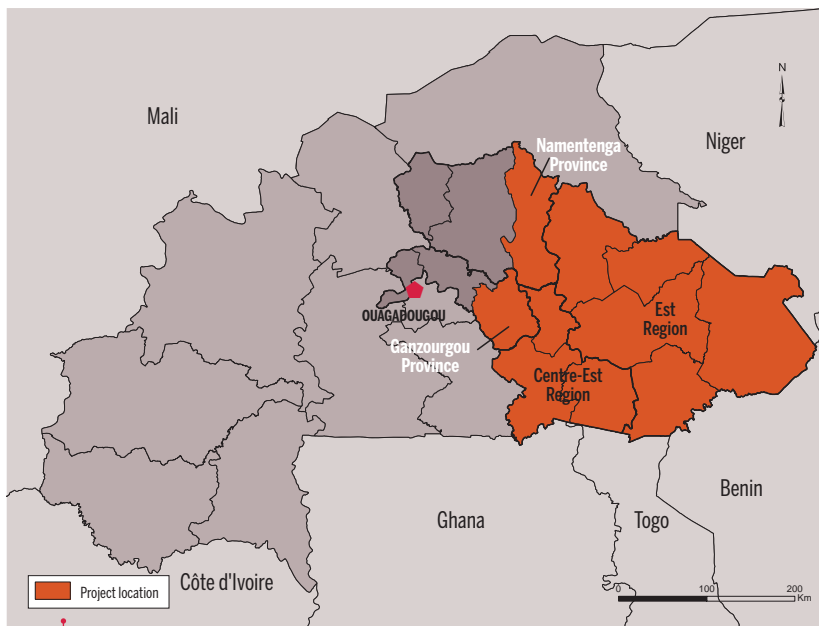 Mali
N
Niger
Namentenga
Province
OUAGADOUGOU
Est
Region
Ganzourgou
Province
Centre-Est
Region
Benin
Ghana
Togo
Côte d'Ivoire
Project location
0 100 200
Km